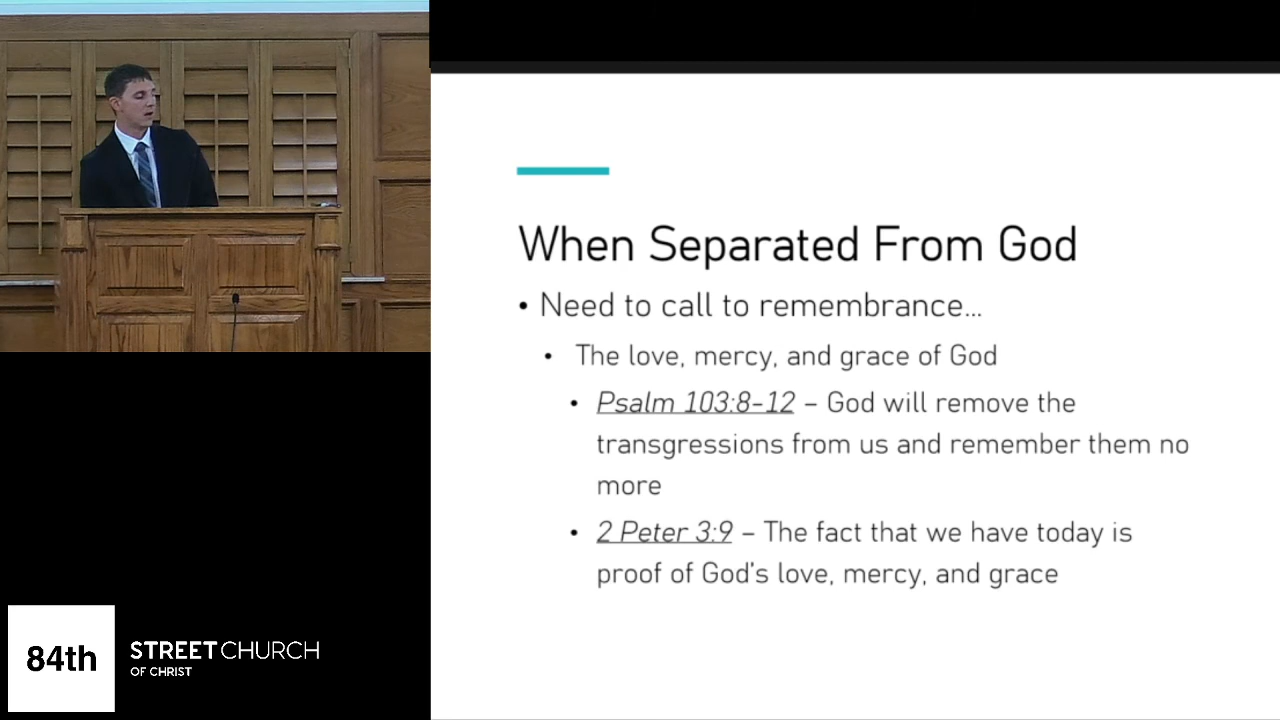 When Separated From God
• Need to call to remembrance...
• The love, mercy, and grace of God
• Psalm 103:8-12 – God will remove the
transgressions from us and remember them no
more
• 2 Peter 3:9 – The fact that we have today is
proof of God's love, mercy, and grace
84th
STREET CHURCH
OF CHRIST